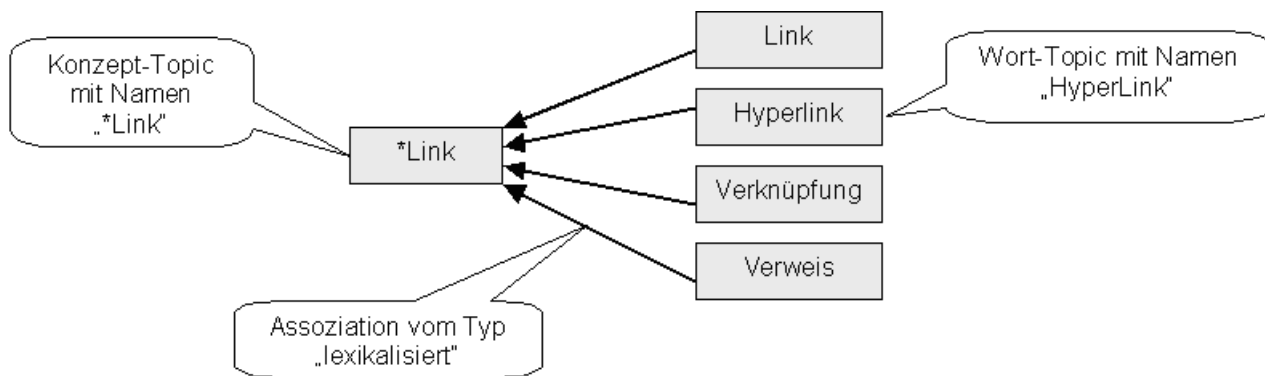 Konzept-Topic
mit Namen
„*Link"
*Link
Link
Hyperlink
Verknüpfung
Verweis
Wort-Topic mit Namen
„HyperLink"
Assoziation vom Typ
„lexikalisiert"